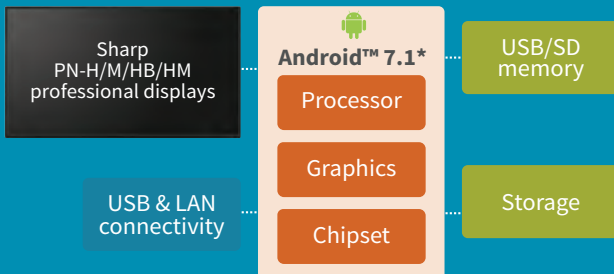 Sharp
PN-H/M/HB/HM
professional displays
USB & LAN
connectivity
Android™ 7.1*
Processor
Graphics
Chipset
USB/SD
memory
Storage